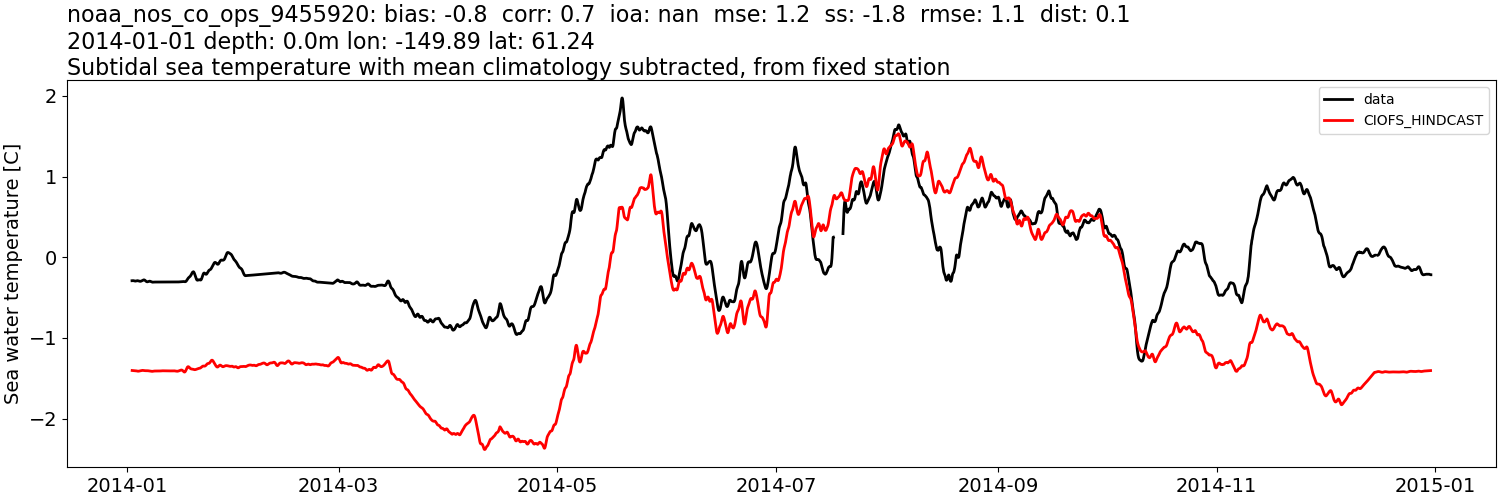 noaa_nos_co_ops_9455920: bias: -0.8  corr: 0.7  ioa: nan  mse: 1.2  ss: -1.8  rmse: 1.1  dist: 0.1
2014-01-01 depth: 0.0m lon: -149.89 lat: 61.24
Subtidal sea temperature with mean climatology subtracted, from fixed station
data
CIOFS_HINDCAST
Sea water temperature [C]
2
1
0
−1
−2
2014-01
2014-03
2014-05
2014-07
2014-09
2014-11
2015-01